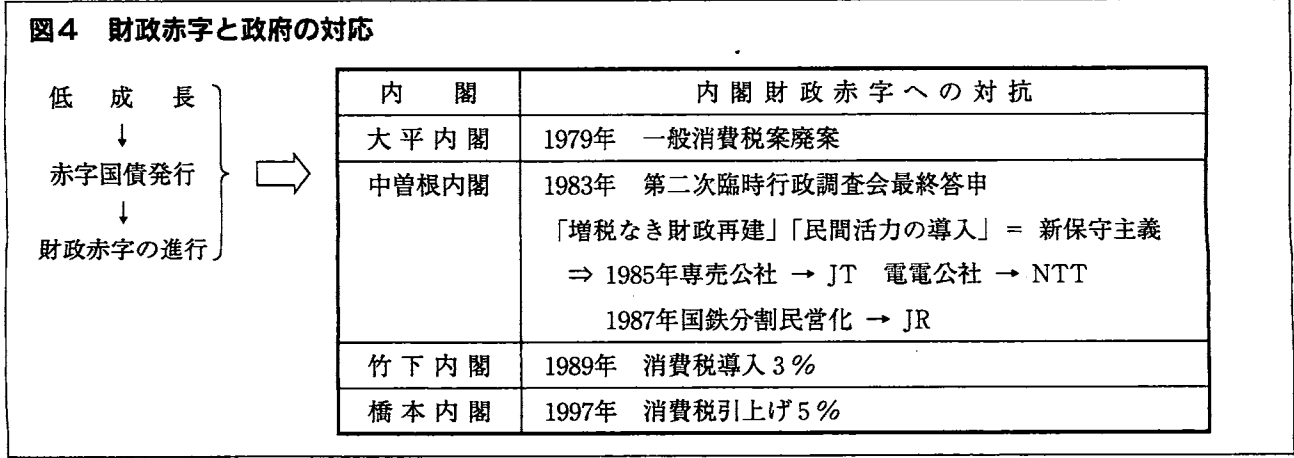 図4 財政赤字と政府の対応
低成長
↓
赤字国債発行
↓
財政赤字の進行
内閣 内閣財政赤字への対抗
大平内閣 1979年 一般消費税案廃案
中曽根内閣 1983年 第二次臨時行政調査会最終答申
「増税なき財政再建」「民間活力の導入」= 新保守主義
⇒ 1985年専売公社 → JT 電電公社 → NTT
1987年国鉄分割民営化 → JR
竹下内閣 1989年 消費税導入3%
橋本内閣 1997年 消費税引上げ5%